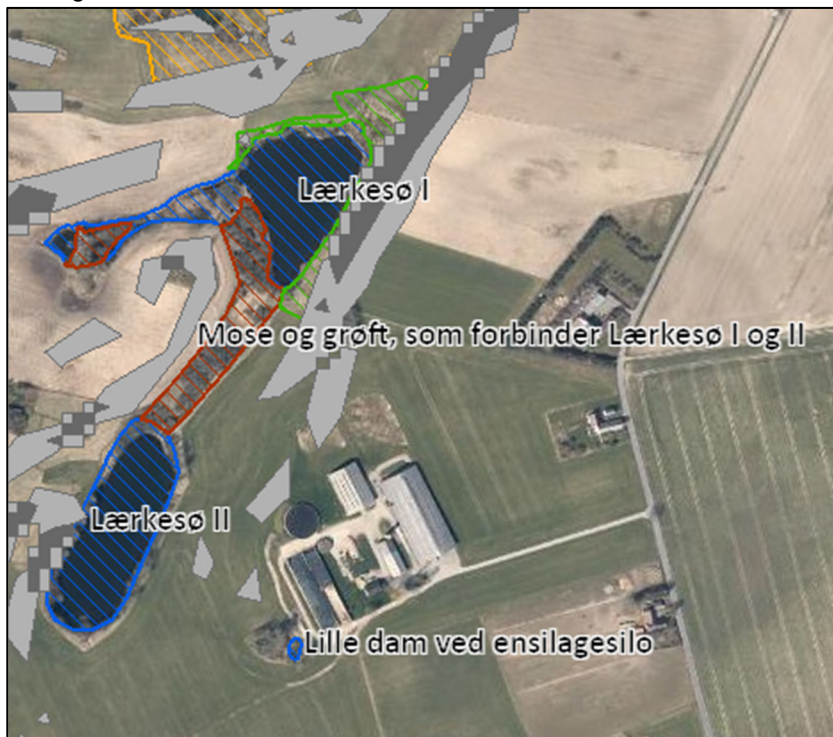 Lærkesø I
Mose og grøft, som forbinder Lærkesø I og II
Lærkesø II
Lille dam ved ensilagesilo